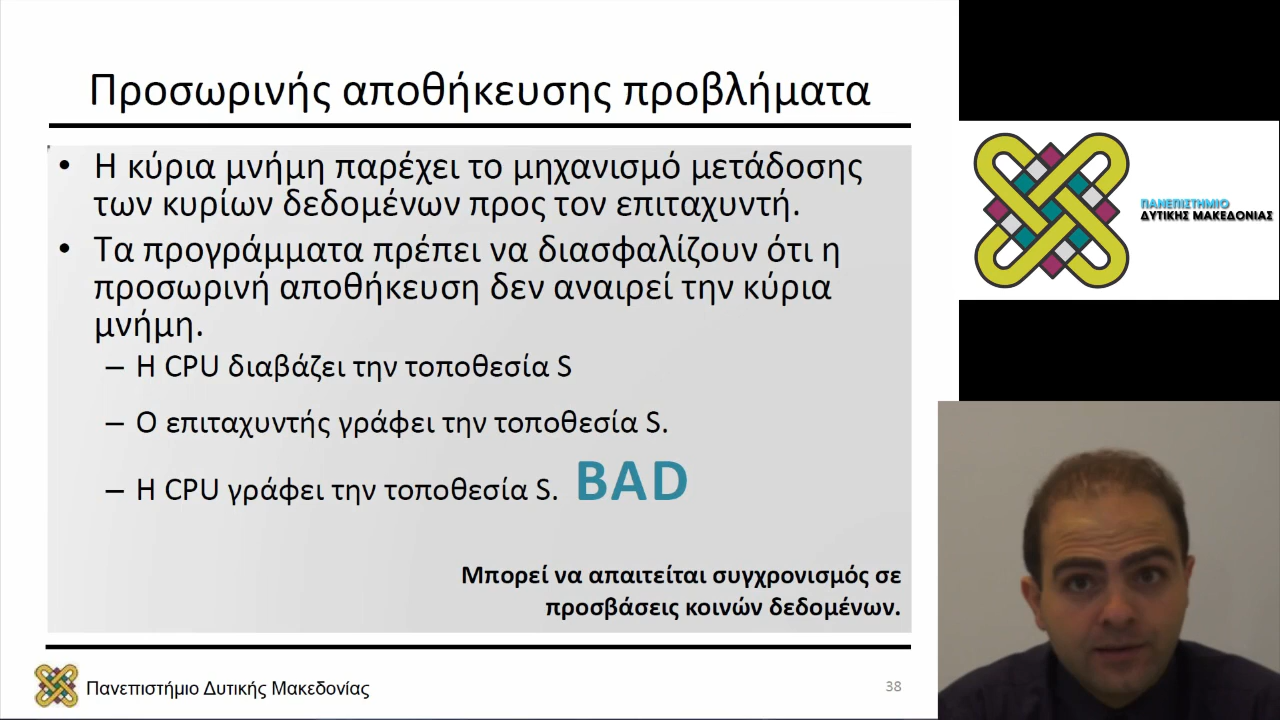 Προσωρινής αποθήκευσης προβλήματα
• Η κύρια μνήμη παρέχει το μηχανισμό μετάδοσης
των κυρίων δεδομένων προς τον επιταχυντή.
• Τα προγράμματα πρέπει να διασφαλίζουν ότι η
προσωρινή αποθήκευση δεν αναιρεί την κύρια
μνήμη.
– Η CPU διαβάζει την τοποθεσία S
– Ο επιταχυντής γράφει την τοποθεσία S.
– Η CPU γράφει την τοποθεσία S. BAD
Μπορεί να απαιτείται συγχρονισμός σε
προσβάσεις κοινών δεδομένων.
Πανεπιστήμιο Δυτικής Μακεδονίας
38
ΠΑΝΕΠΙΣΤΗΜΙΟ
ΔΥΤΙΚΗΣ ΜΑΚΕΔΟΝΙΑΣ